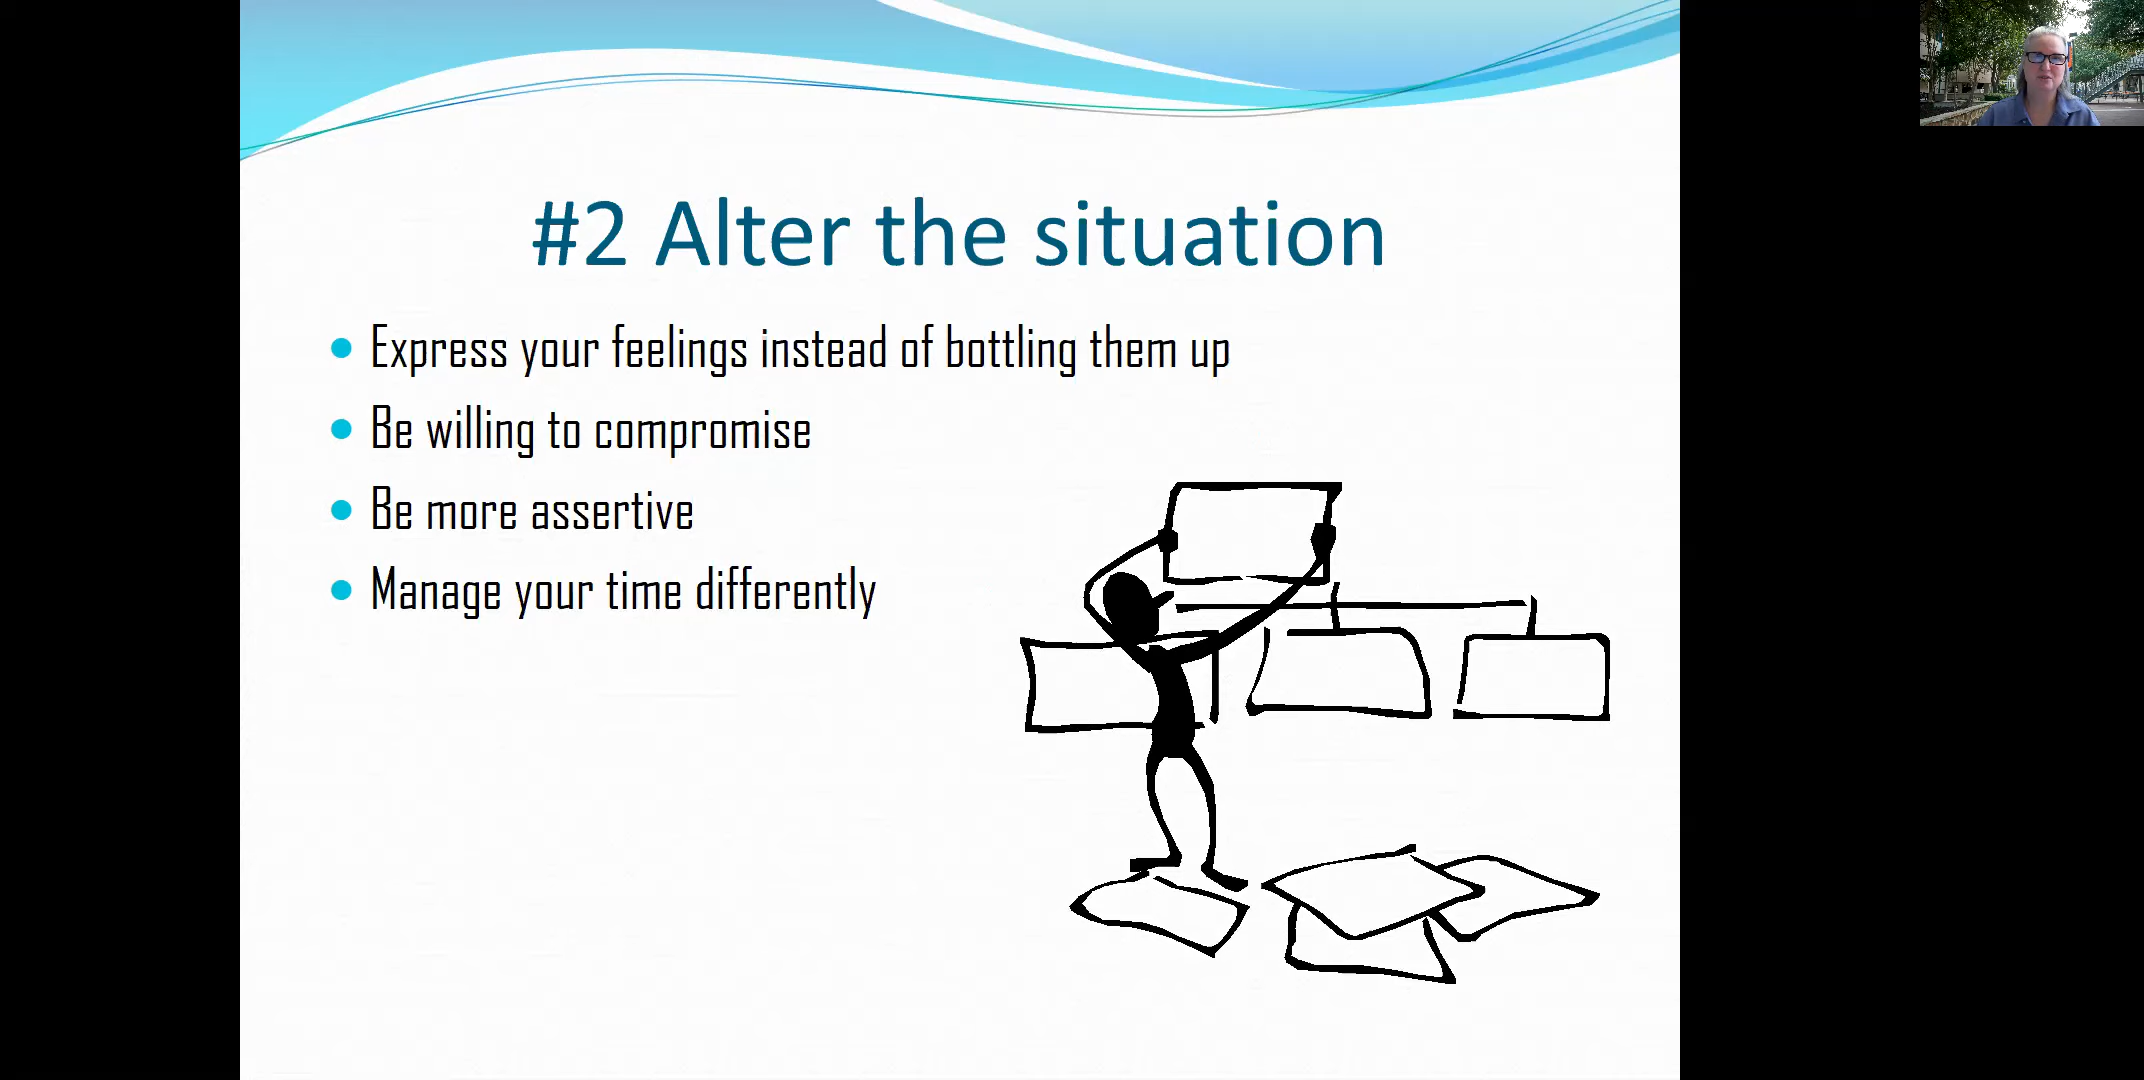 #2 Alter the situation
Express your feelings instead of bottling them up
Be willing to compromise
Be more assertive
Manage your time differently